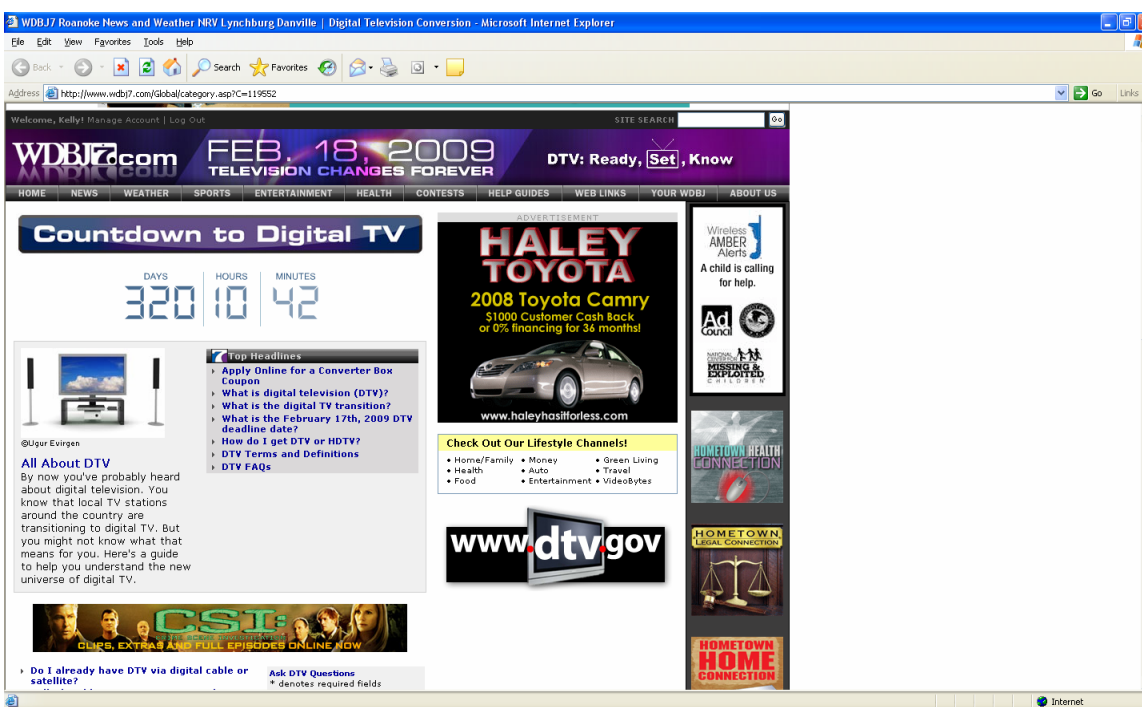 WDBJ7 Roanoke News and Weather NRV Lynchburg Danville | Digital Television Conversion - Microsoft Internet Explorer
File Edit View Favorites Tools Help
Back Search Favorites
Address http://www.wdbj7.com/Global/category.asp?C=119552 Go Links
Welcome, Kelly! Manage Account | Log Out SITE SEARCH Go
WDBJ7.com
FEB. 18, 2009
TELEVISION CHANGES FOREVER
DTV: Ready, Set, Know
HOME NEWS WEATHER SPORTS ENTERTAINMENT HEALTH CONTESTS HELP GUIDES WEB LINKS YOUR WDBJ ABOUT US
Countdown to Digital TV
DAYS HOURS MINUTES
320 10 42
©Ugur Evirgen
All About DTV
By now you've probably heard
about digital television. You
know that local TV stations
around the country are
transitioning to digital TV. But
you might not know what that
means for you. Here's a guide
to help you understand the new
universe of digital TV.
7 Top Headlines
Apply Online for a Converter Box
Coupon
What is digital television (DTV)?
What is the digital TV transition?
What is the February 17th, 2009 DTV
deadline date?
How do I get DTV or HDTV?
DTV Terms and Definitions
DTV FAQs
CSI:
CLIPS, EXTRAS AND FULL EPISODES ONLINE NOW
Do I already have DTV via digital cable or
satellite?
Ask DTV Questions
* denotes required fields
ADVERTISEMENT
HALEY
TOYOTA
2008 Toyota Camry
$1000 Customer Cash Back
or 0% financing for 36 months!
www.haleyhasitforless.com
Check Out Our Lifestyle Channels!
• Home/Family • Money • Green Living
• Health • Auto • Travel
• Food • Entertainment • VideoBytes
www.dtv.gov
Wireless
AMBER
Alerts
A child is calling
for help.
Ad
Council
NATIONAL
CENTER FOR
MISSING &
EXPLOITED
CHILDREN
HOMETOWN HEALTH
CONNECTION
HOMETOWN
LEGAL CONNECTION
HOMETOWN
HOME
CONNECTION
Internet